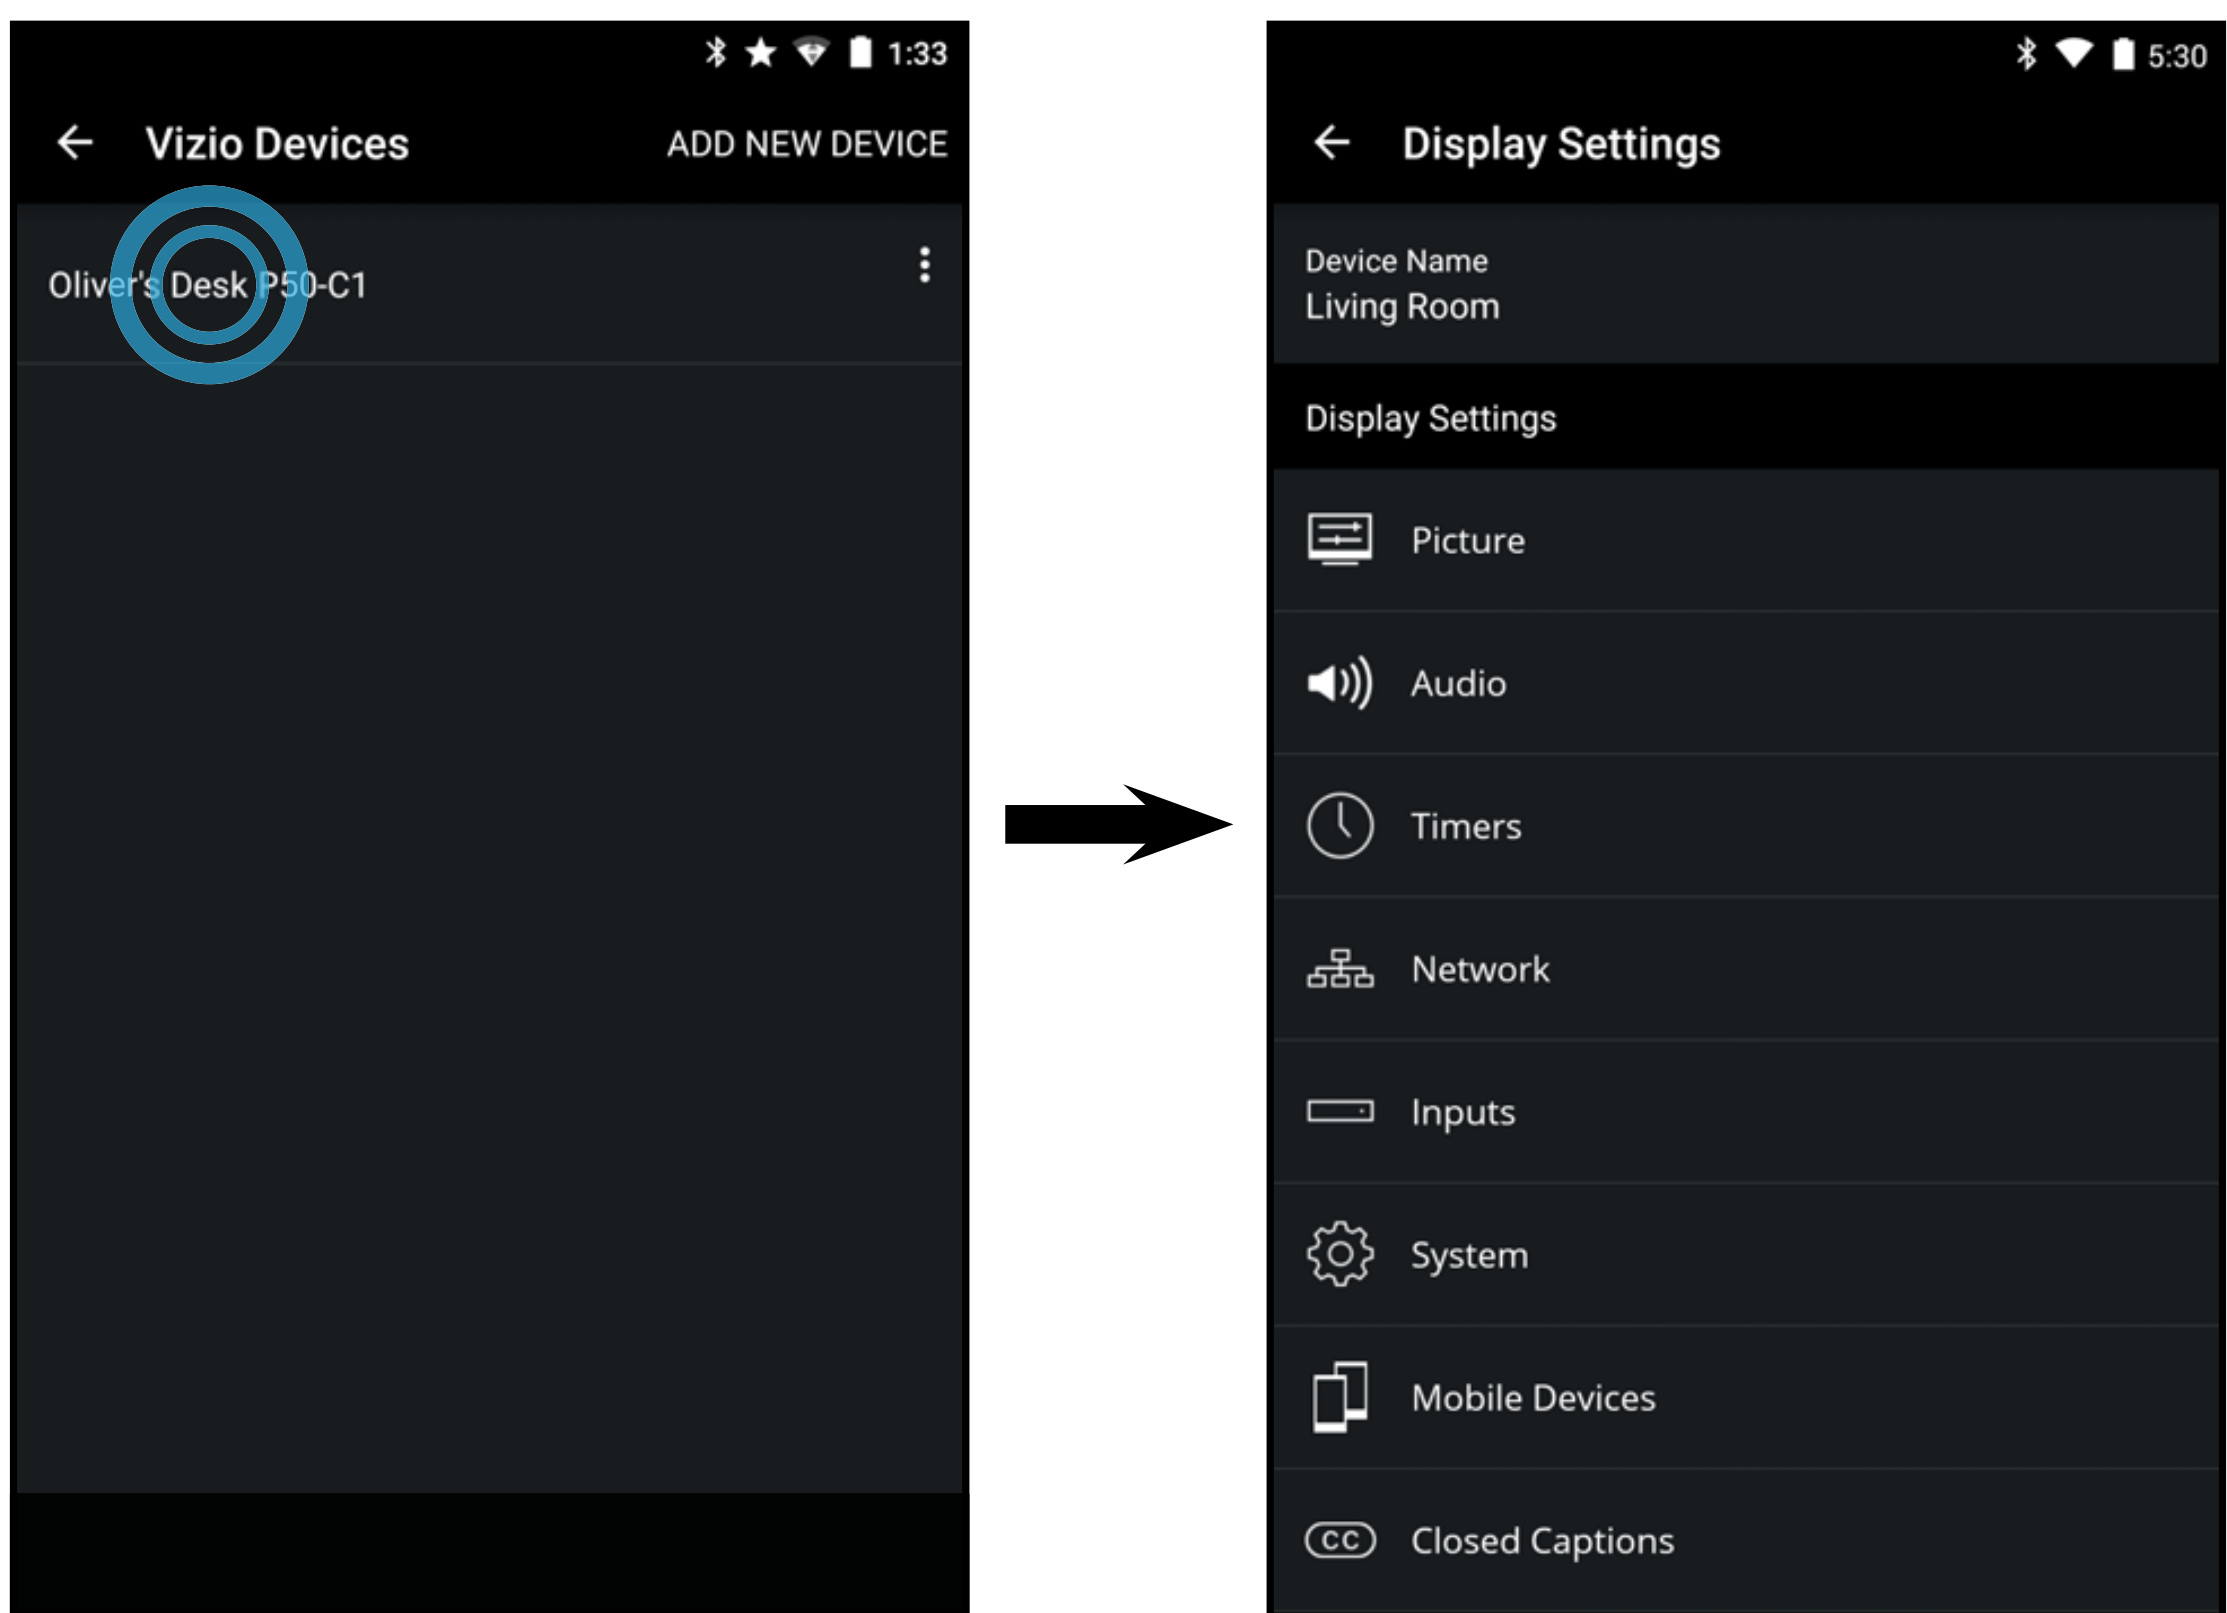 1:33
Vizio Devices
ADD NEW DEVICE
Oliver's Desk P50-C1
5:30
Display Settings
Device Name
Living Room
Display Settings
Picture
Audio
Timers
Network
Inputs
System
Mobile Devices
CC
Closed Captions